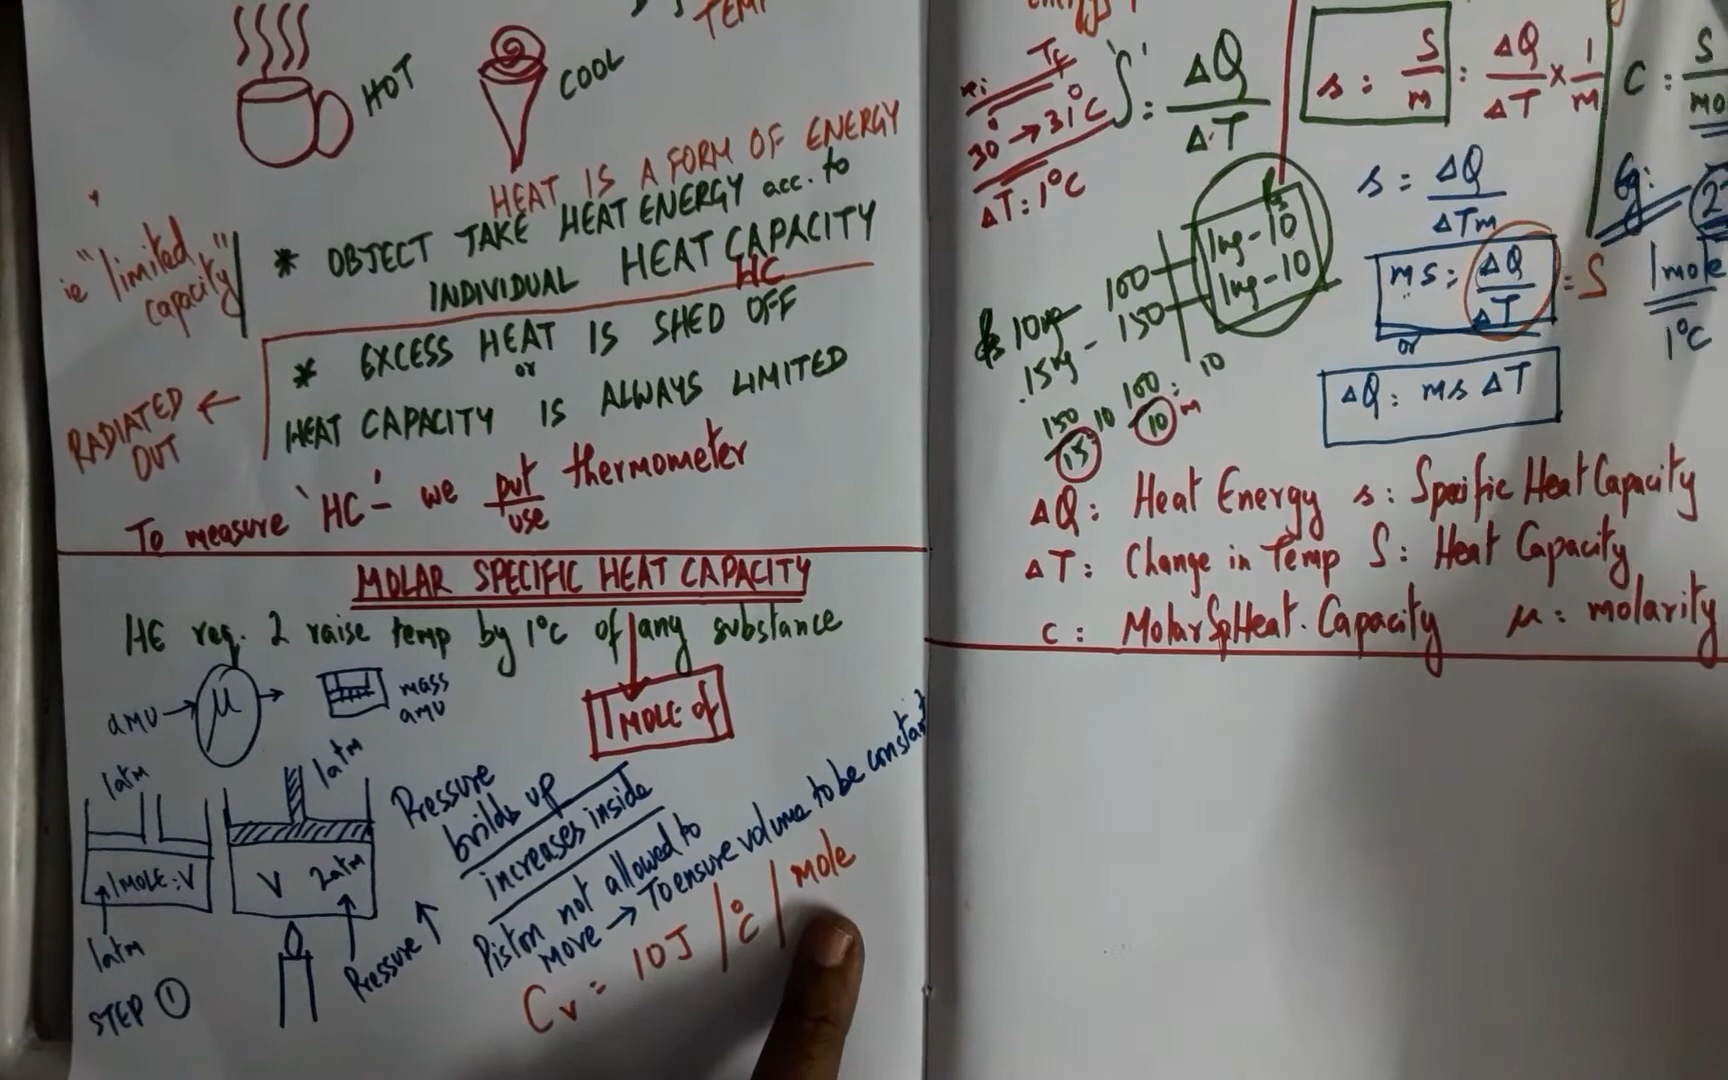 TEMP
HOT
COOL
HEAT IS A FORM OF ENERGY
* OBJECT TAKE HEAT ENERGY acc. to
INDIVIDUAL HEAT CAPACITY
HC
ie "limited
capacity"
* EXCESS HEAT IS SHED OFF
or
HEAT CAPACITY IS ALWAYS LIMITED
RADIATED ←
OUT
To measure 'HC'- we put thermometer
use
MOLAR SPECIFIC HEAT CAPACITY
HE req. 2 raise temp by 1°C of any substance
1 MOLE of
amu → μ →
mass
amu
1atm
1atm
1 MOLE : V
V 2atm
1atm
STEP ①
Pressure ↑
Pressure
builds up
increases inside
Piston not allowed to
move → To ensure volume to be constant
Cv = 10J / °C / mole
Tf
30° → 31°C
ΔT : 1°C
'S' : ΔQ / ΔT
s : S / m : ΔQ / ΔT × 1 / m
C : S / mo
s = ΔQ / ΔTm
ms : ΔQ / ΔT = S
or
ΔQ : ms ΔT
Eg: 2
1mole
1°C
1kg - 10
1kg - 10
10kg - 100
15kg - 150
150 / 15 10
100 / 10 : 10
m
ΔQ : Heat Energy s : Specific Heat Capacity
ΔT : Change in Temp S : Heat Capacity
C : Molar Sp Heat. Capacity μ = molarity